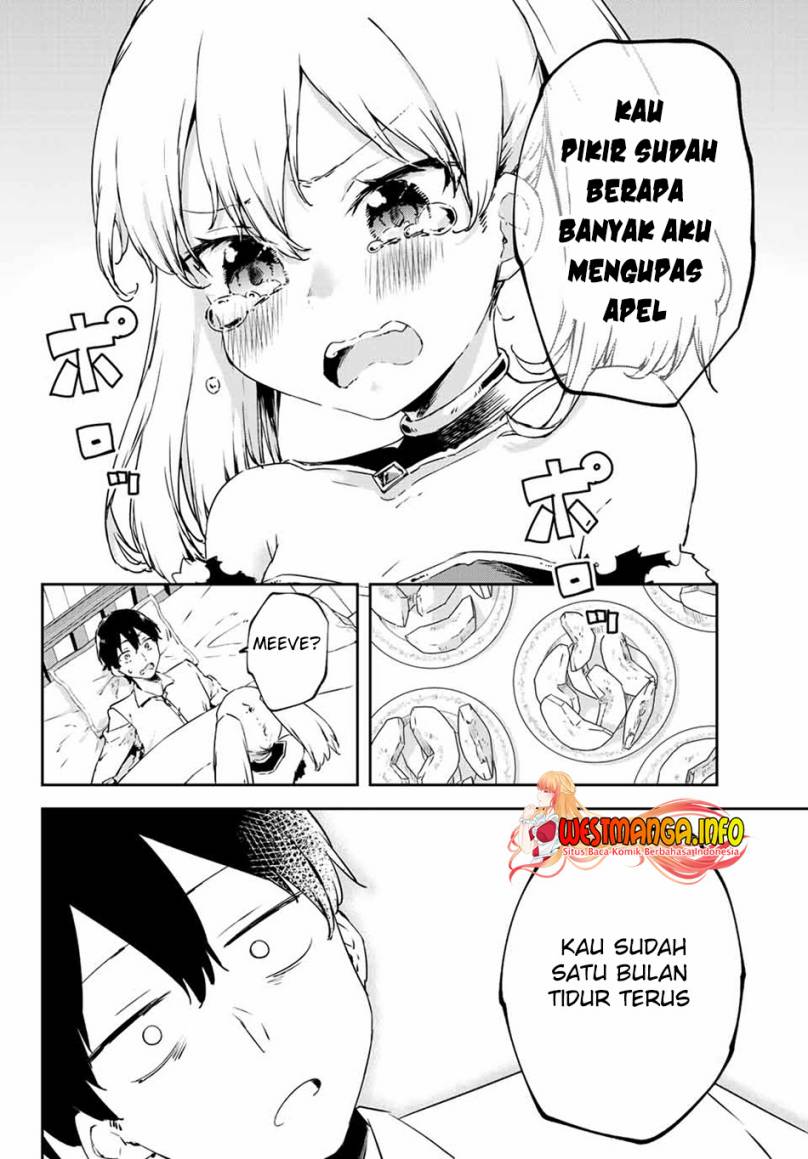 KAU
PIKIR SUDAH
BERAPA
BANYAK AKU
MENGUPAS
APEL
ポロッ
ポロッ
MEEVE?
WESTMANGA.INFO
Situs Baca Komik Berbahasa Indonesia
KAU SUDAH
SATU BULAN
TIDUR TERUS